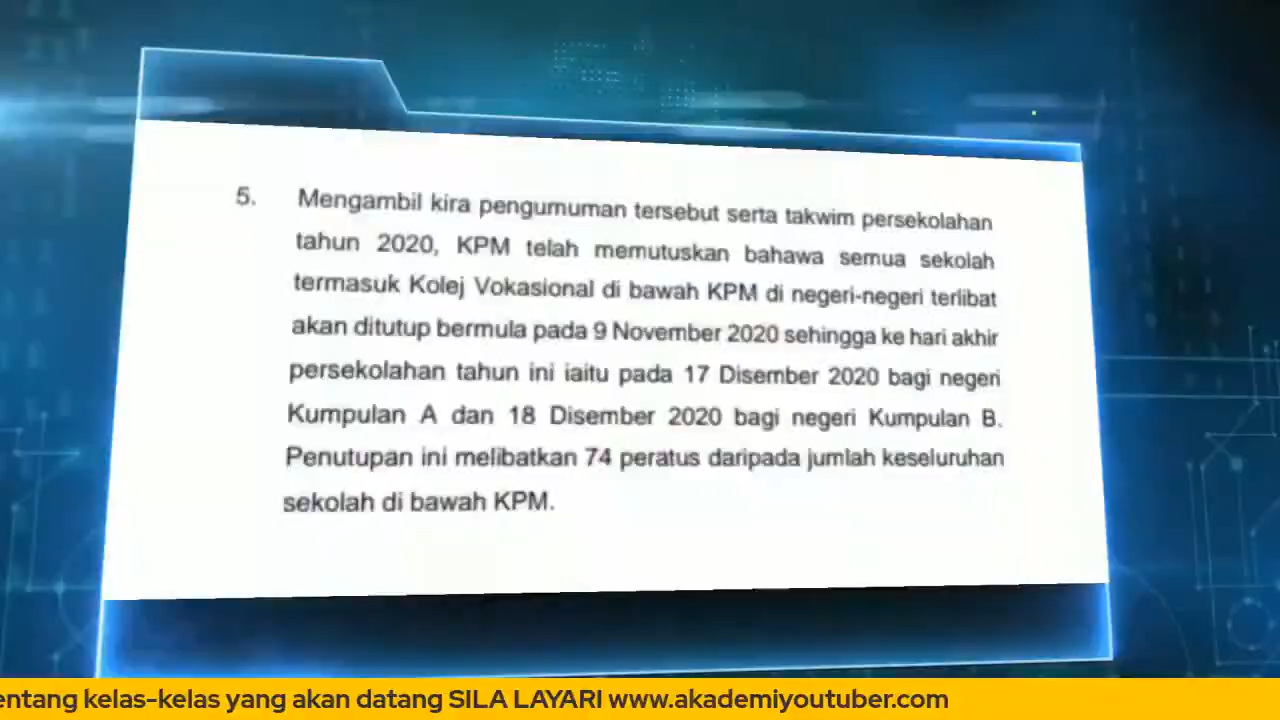 5. Mengambil kira pengumuman tersebut serta takwim persekolahan
tahun 2020, KPM telah memutuskan bahawa semua sekolah
termasuk Kolej Vokasional di bawah KPM di negeri-negeri terlibat
akan ditutup bermula pada 9 November 2020 sehingga ke hari akhir
persekolahan tahun ini iaitu pada 17 Disember 2020 bagi negeri
Kumpulan A dan 18 Disember 2020 bagi negeri Kumpulan B.
Penutupan ini melibatkan 74 peratus daripada jumlah keseluruhan
sekolah di bawah KPM.
entang kelas-kelas yang akan datang SILA LAYARI www.akademiyoutuber.com